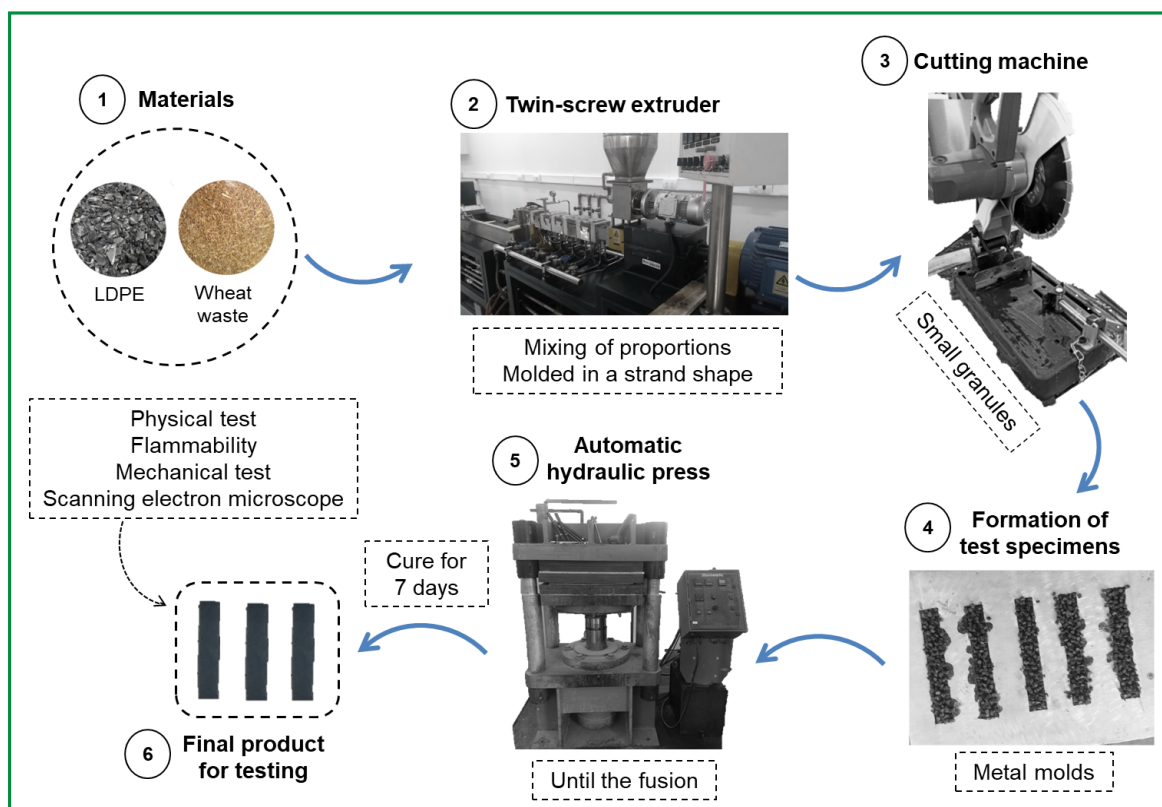 1 Materials
LDPE
Wheat
waste
2 Twin-screw extruder
Mixing of proportions
Molded in a strand shape
3 Cutting machine
Small granules
4 Formation of
test specimens
Metal molds
5 Automatic
hydraulic press
Until the fusion
Cure for
7 days
Physical test
Flammability
Mechanical test
Scanning electron microscope
6 Final product
for testing